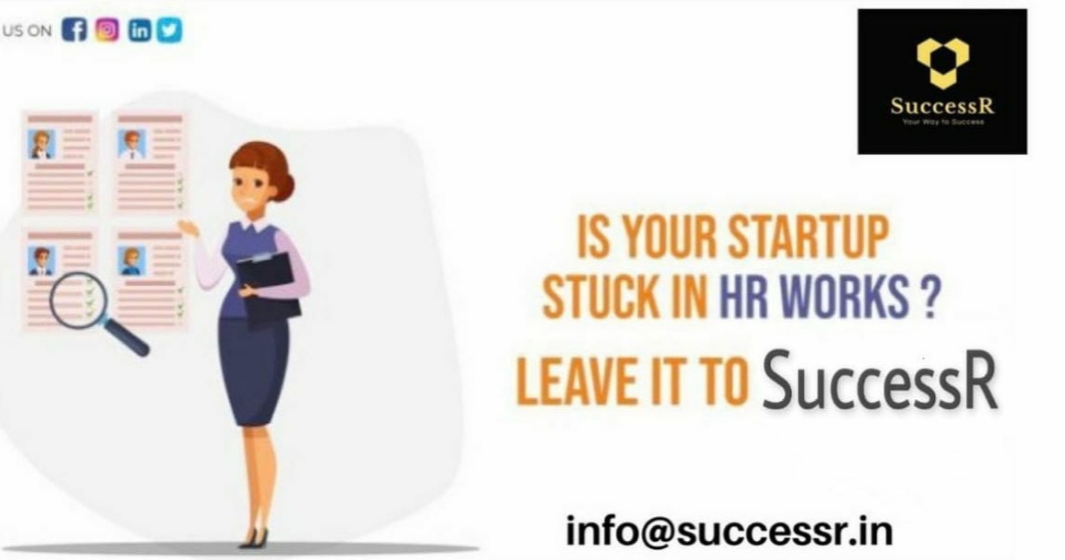 US ON
SuccessR
Your Way to Success
IS YOUR STARTUP
STUCK IN HR WORKS ?
LEAVE IT TO SuccessR
info@successr.in